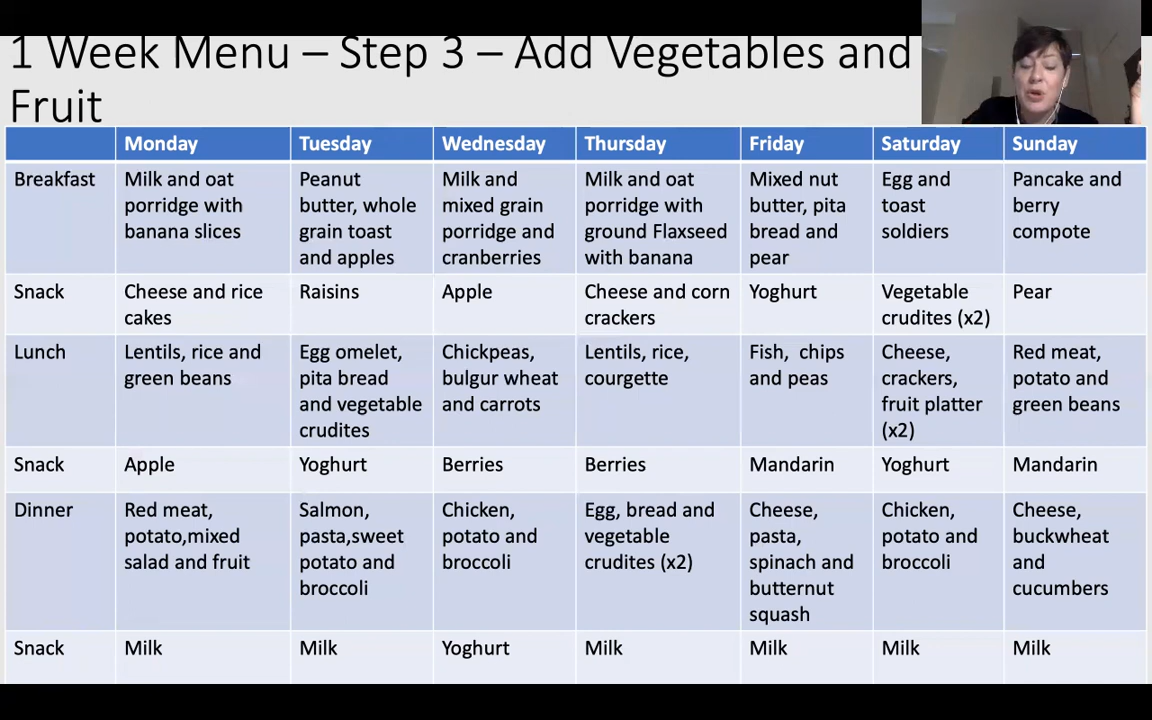 1 Week Menu – Step 3 – Add Vegetables and
Fruit
Monday Tuesday Wednesday Thursday Friday Saturday Sunday
Breakfast
Milk and oat
porridge with
banana slices
Peanut
butter, whole
grain toast
and apples
Milk and
mixed grain
porridge and
cranberries
Milk and oat
porridge with
ground Flaxseed
with banana
Mixed nut
butter, pita
bread and
pear
Egg and
toast
soldiers
Pancake and
berry
compote
Snack
Cheese and rice
cakes
Raisins
Apple
Cheese and corn
crackers
Yoghurt
Vegetable
crudites (x2)
Pear
Lunch
Lentils, rice and
green beans
Egg omelet,
pita bread
and vegetable
crudites
Chickpeas,
bulgur wheat
and carrots
Lentils, rice,
courgette
Fish, chips
and peas
Cheese,
crackers,
fruit platter
(x2)
Red meat,
potato and
green beans
Snack
Apple
Yoghurt
Berries
Berries
Mandarin
Yoghurt
Mandarin
Dinner
Red meat,
potato,mixed
salad and fruit
Salmon,
pasta,sweet
potato and
broccoli
Chicken,
potato and
broccoli
Egg, bread and
vegetable
crudites (x2)
Cheese,
pasta,
spinach and
butternut
squash
Chicken,
potato and
broccoli
Cheese,
buckwheat
and
cucumbers
Snack
Milk
Milk
Yoghurt
Milk
Milk
Milk
Milk